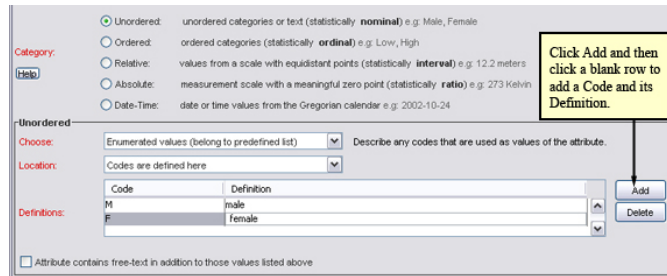 Unordered: unordered categories or text (statistically nominal) e.g: Male, Female
Ordered: ordered categories (statistically ordinal) e.g: Low, High
Category:
Relative: values from a scale with equidistant points (statistically interval) e.g: 12.2 meters
Help
Absolute: measurement scale with a meaningful zero point (statistically ratio) e.g: 273 Kelvin
Date-Time: date or time values from the Gregorian calendar e.g: 2002-10-24
Click Add and then
click a blank row to
add a Code and its
Definition.
Unordered
Choose: Enumerated values (belong to predefined list) Describe any codes that are used as values of the attribute.
Location: Codes are defined here
Code Definition
M male
F female
Definitions:
Add
Delete
Attribute contains free-text in addition to those values listed above